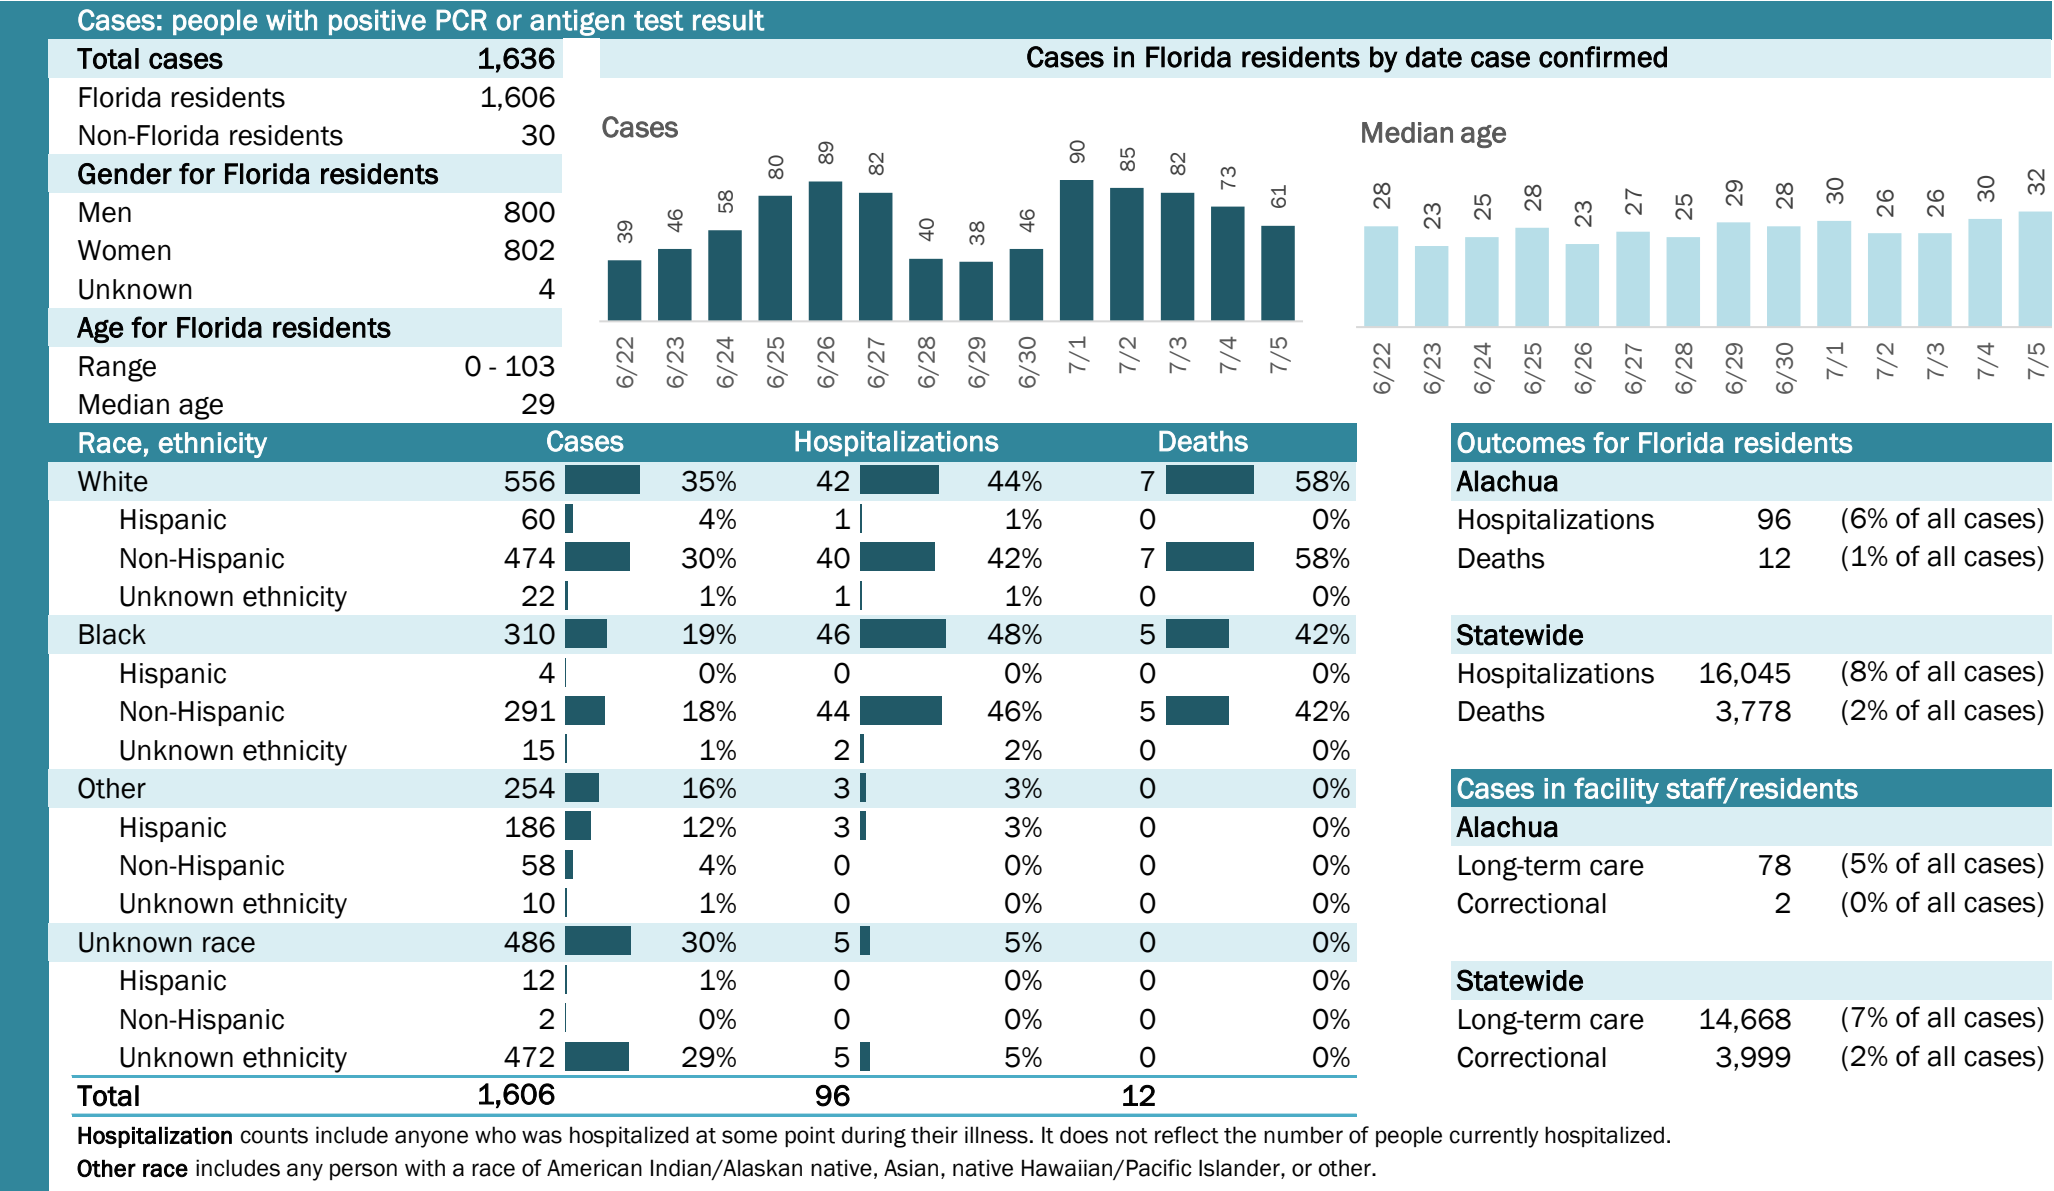 Cases: people with positive PCR or antigen test result
Total cases 1,636
Florida residents 1,606
Non-Florida residents 30
Gender for Florida residents
Men 800
Women 802
Unknown 4
Age for Florida residents
Range 0 - 103
Median age 29
Cases in Florida residents by date case confirmed
Cases
39 46 58 80 89 82 40 38 46 90 85 82 73 61
6/22 6/23 6/24 6/25 6/26 6/27 6/28 6/29 6/30 7/1 7/2 7/3 7/4 7/5
Median age
28 23 25 28 23 27 25 29 28 30 26 26 30 32
6/22 6/23 6/24 6/25 6/26 6/27 6/28 6/29 6/30 7/1 7/2 7/3 7/4 7/5
Race, ethnicity Cases Hospitalizations Deaths
White 556 35% 42 44% 7 58%
Hispanic 60 4% 1 1% 0 0%
Non-Hispanic 474 30% 40 42% 7 58%
Unknown ethnicity 22 1% 1 1% 0 0%
Black 310 19% 46 48% 5 42%
Hispanic 4 0% 0 0% 0 0%
Non-Hispanic 291 18% 44 46% 5 42%
Unknown ethnicity 15 1% 2 2% 0 0%
Other 254 16% 3 3% 0 0%
Hispanic 186 12% 3 3% 0 0%
Non-Hispanic 58 4% 0 0% 0 0%
Unknown ethnicity 10 1% 0 0% 0 0%
Unknown race 486 30% 5 5% 0 0%
Hispanic 12 1% 0 0% 0 0%
Non-Hispanic 2 0% 0 0% 0 0%
Unknown ethnicity 472 29% 5 5% 0 0%
Total 1,606 96 12
Outcomes for Florida residents
Alachua
Hospitalizations 96 (6% of all cases)
Deaths 12 (1% of all cases)
Statewide
Hospitalizations 16,045 (8% of all cases)
Deaths 3,778 (2% of all cases)
Cases in facility staff/residents
Alachua
Long-term care 78 (5% of all cases)
Correctional 2 (0% of all cases)
Statewide
Long-term care 14,668 (7% of all cases)
Correctional 3,999 (2% of all cases)
Hospitalization counts include anyone who was hospitalized at some point during their illness. It does not reflect the number of people currently hospitalized.
Other race includes any person with a race of American Indian/Alaskan native, Asian, native Hawaiian/Pacific Islander, or other.